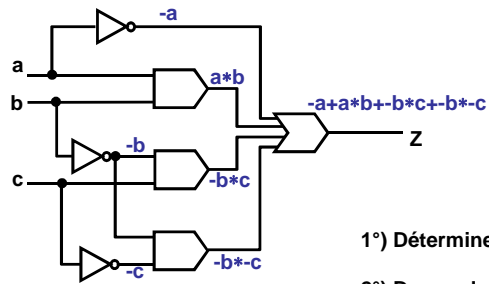 -a
a
a*b
b
-a+a*b+-b*c+-b*-c
Z
-b
c
-b*c
1°) Détermine
-c
-b*-c